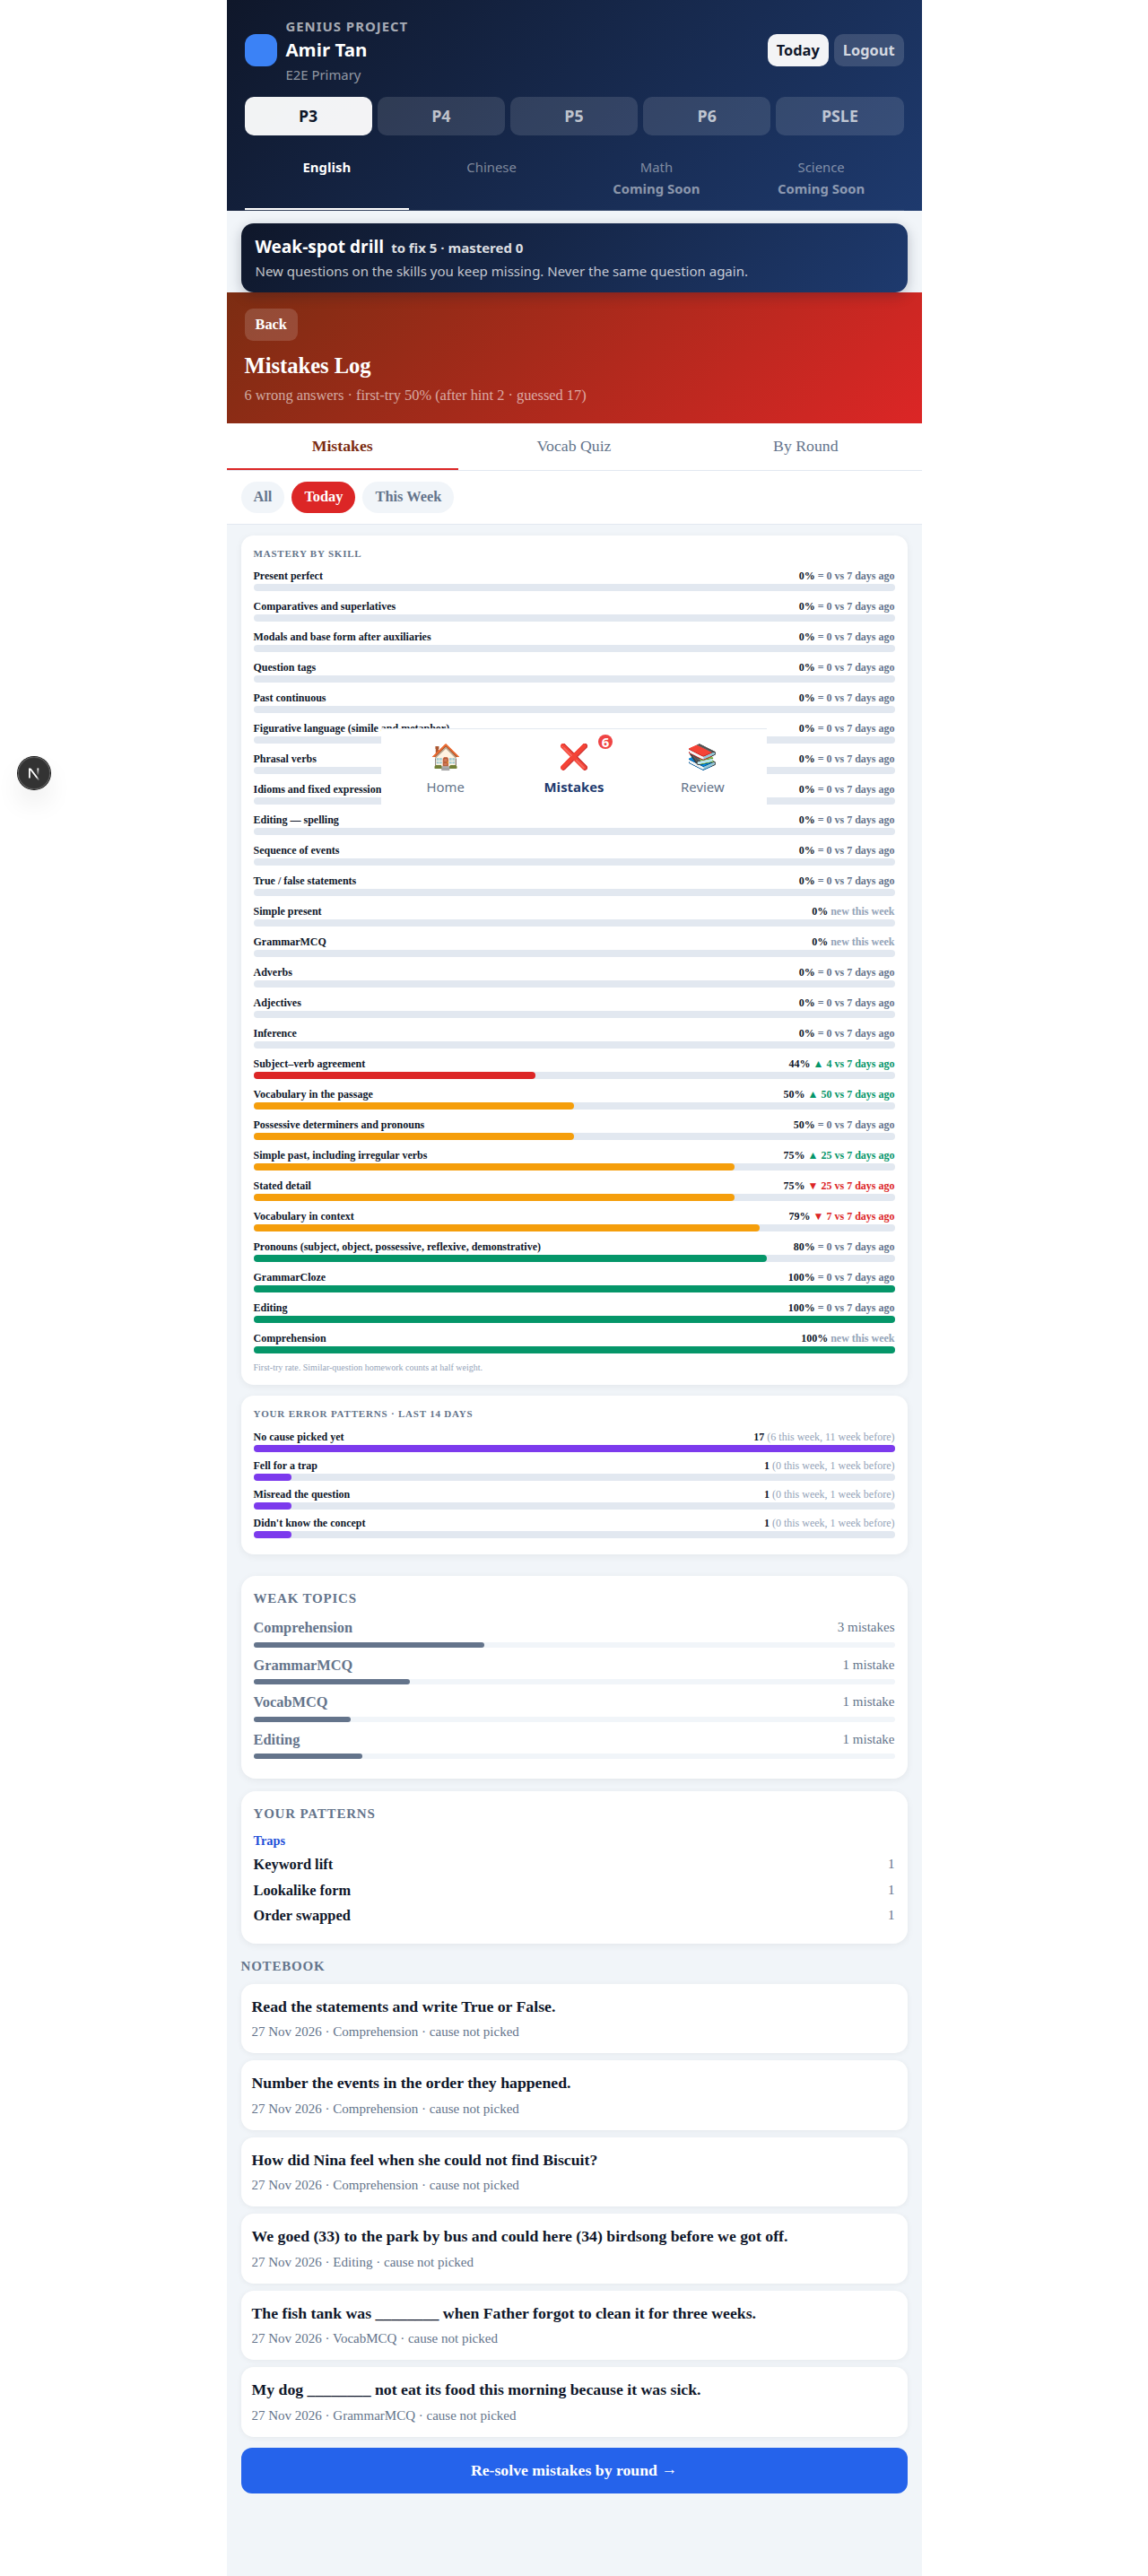 GENIUS PROJECT
Amir Tan
E2E Primary
Today
Logout
P3
P4
P5
P6
PSLE
English
Chinese
Math
Coming Soon
Science
Coming Soon
Weak-spot drill to fix 5 · mastered 0
New questions on the skills you keep missing. Never the same question again.
Back
Mistakes Log
6 wrong answers · first-try 50% (after hint 2 · guessed 17)
Mistakes
Vocab Quiz
By Round
All
Today
This Week
MASTERY BY SKILL
Present perfect 0% = 0 vs 7 days ago
Comparatives and superlatives 0% = 0 vs 7 days ago
Modals and base form after auxiliaries 0% = 0 vs 7 days ago
Question tags 0% = 0 vs 7 days ago
Past continuous 0% = 0 vs 7 days ago
Figurative language (simile and metaphor) 0% = 0 vs 7 days ago
Phrasal verbs 0% = 0 vs 7 days ago
Idioms and fixed expression 0% = 0 vs 7 days ago
🏠 Home
❌ 6 Mistakes
📚 Review
Editing — spelling 0% = 0 vs 7 days ago
Sequence of events 0% = 0 vs 7 days ago
True / false statements 0% = 0 vs 7 days ago
Simple present 0% new this week
GrammarMCQ 0% new this week
Adverbs 0% = 0 vs 7 days ago
Adjectives 0% = 0 vs 7 days ago
Inference 0% = 0 vs 7 days ago
Subject–verb agreement 44% ▲ 4 vs 7 days ago
Vocabulary in the passage 50% ▲ 50 vs 7 days ago
Possessive determiners and pronouns 50% = 0 vs 7 days ago
Simple past, including irregular verbs 75% ▲ 25 vs 7 days ago
Stated detail 75% ▼ 25 vs 7 days ago
Vocabulary in context 79% ▼ 7 vs 7 days ago
Pronouns (subject, object, possessive, reflexive, demonstrative) 80% = 0 vs 7 days ago
GrammarCloze 100% = 0 vs 7 days ago
Editing 100% = 0 vs 7 days ago
Comprehension 100% new this week
First-try rate. Similar-question homework counts at half weight.
YOUR ERROR PATTERNS · LAST 14 DAYS
No cause picked yet 17 (6 this week, 11 week before)
Fell for a trap 1 (0 this week, 1 week before)
Misread the question 1 (0 this week, 1 week before)
Didn't know the concept 1 (0 this week, 1 week before)
WEAK TOPICS
Comprehension 3 mistakes
GrammarMCQ 1 mistake
VocabMCQ 1 mistake
Editing 1 mistake
YOUR PATTERNS
Traps
Keyword lift 1
Lookalike form 1
Order swapped 1
NOTEBOOK
Read the statements and write True or False.
27 Nov 2026 · Comprehension · cause not picked
Number the events in the order they happened.
27 Nov 2026 · Comprehension · cause not picked
How did Nina feel when she could not find Biscuit?
27 Nov 2026 · Comprehension · cause not picked
We goed (33) to the park by bus and could here (34) birdsong before we got off.
27 Nov 2026 · Editing · cause not picked
The fish tank was ________ when Father forgot to clean it for three weeks.
27 Nov 2026 · VocabMCQ · cause not picked
My dog ________ not eat its food this morning because it was sick.
27 Nov 2026 · GrammarMCQ · cause not picked
Re-solve mistakes by round →